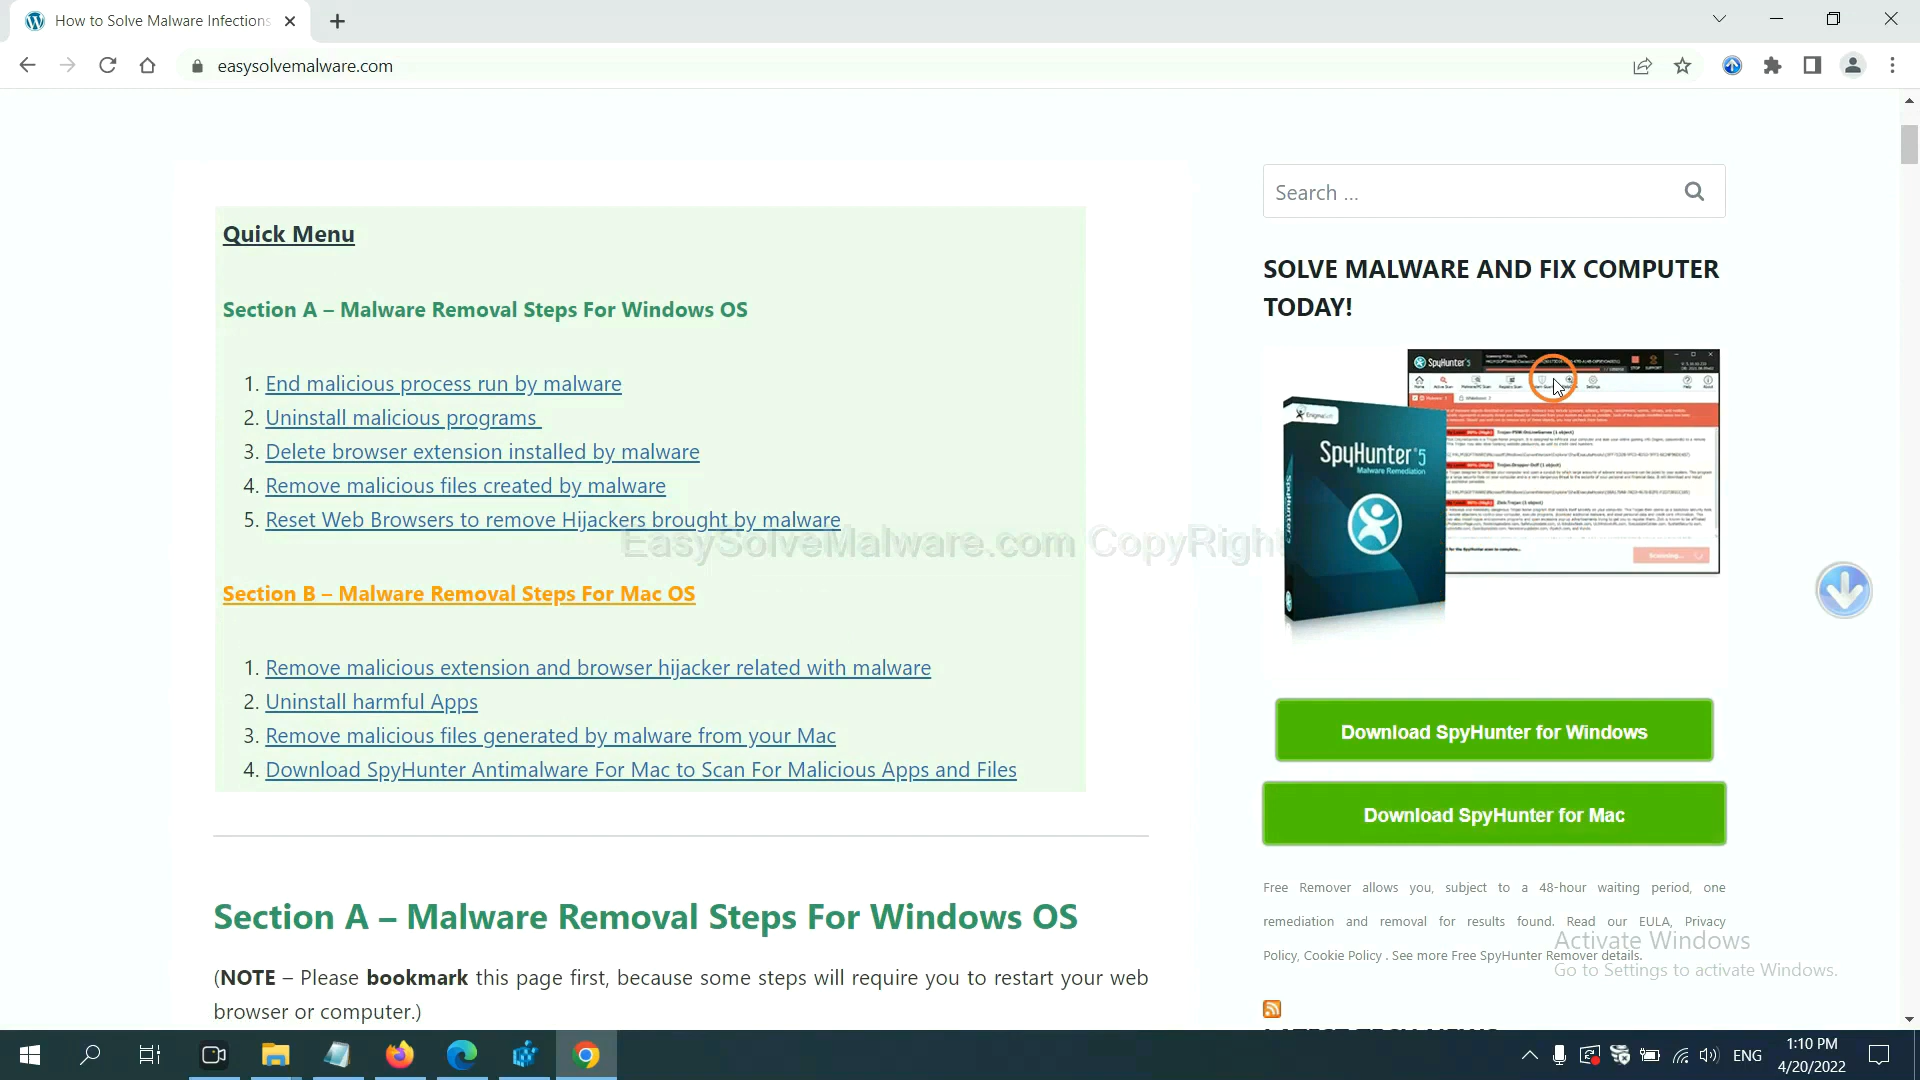 How to Solve Malware Infections
easysolvemalware.com
Quick Menu
Section A – Malware Removal Steps For Windows OS
1. End malicious process run by malware
2. Uninstall malicious programs
3. Delete browser extension installed by malware
4. Remove malicious files created by malware
5. Reset Web Browsers to remove Hijackers brought by malware
EasySolveMalware.com CopyRigh
Section B – Malware Removal Steps For Mac OS
1. Remove malicious extension and browser hijacker related with malware
2. Uninstall harmful Apps
3. Remove malicious files generated by malware from your Mac
4. Download SpyHunter Antimalware For Mac to Scan For Malicious Apps and Files
Section A – Malware Removal Steps For Windows OS
(NOTE – Please bookmark this page first, because some steps will require you to restart your web
browser or computer.)
Search ...
SOLVE MALWARE AND FIX COMPUTER
TODAY!
SpyHunter 5
EnigmaSoft
SpyHunter 5
Malware Remediation
Download SpyHunter for Windows
Download SpyHunter for Mac
Free Remover allows you, subject to a 48-hour waiting period, one
remediation and removal for results found. Read our EULA, Privacy
Policy, Cookie Policy . See more Free SpyHunter Remover details.
Activate Windows
Go to Settings to activate Windows.
LATEST TECH NEWS
ENG
1:10 PM
4/20/2022